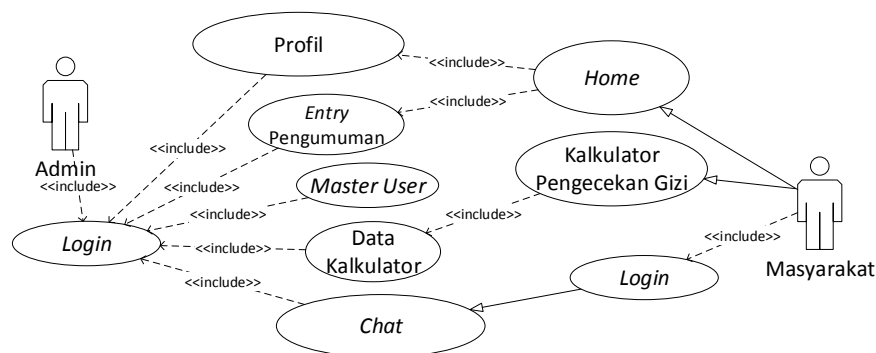 Profil
<<include>>
Home
<<include>>
Entry
Pengumuman
<<include>>
Admin
<<include>>
<<include>>
Kalkulator
Pengecekan Gizi
Master User
<<include>>
<<include>>
Login
<<include>>
Data
Kalkulator
<<include>>
<<include>>
Masyarakat
Login
<<include>>
Chat